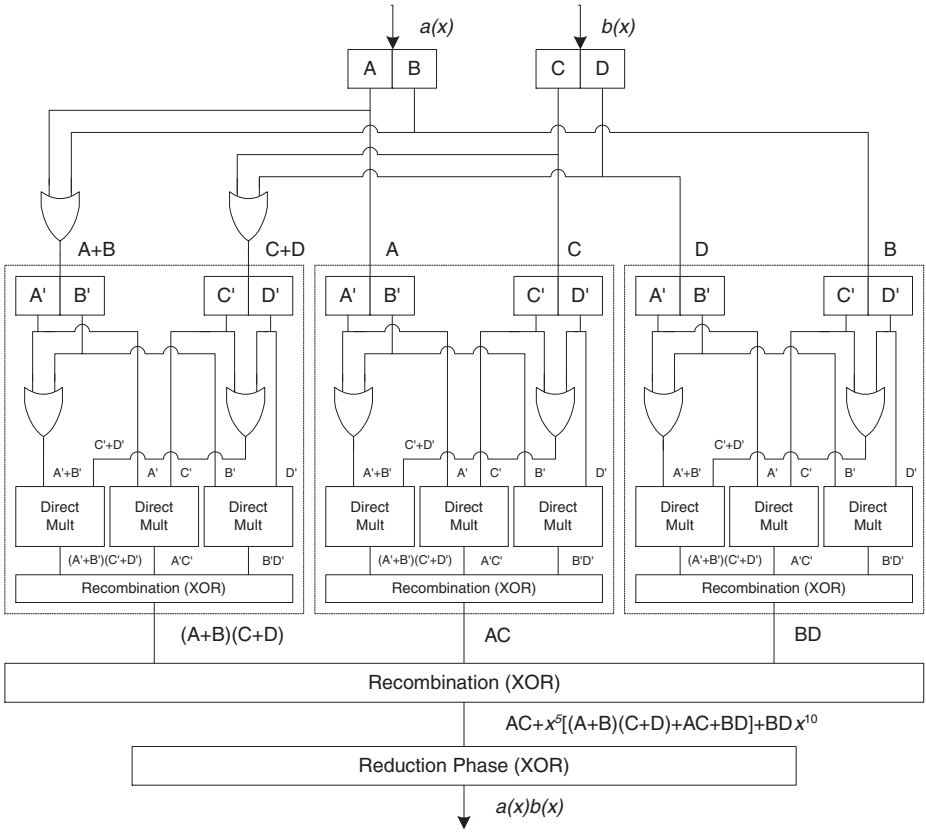 a(x) b(x)
A B C D
A+B C+D A C D B
A' B' C' D' A' B' C' D' A' B' C' D'
C'+D' C'+D' C'+D'
A'+B' A' C' B' D' A'+B' A' C' B' D' A'+B' A' C' B' D'
Direct Mult Direct Mult Direct Mult Direct Mult Direct Mult Direct Mult Direct Mult Direct Mult Direct Mult
(A'+B')(C'+D') A'C' B'D' (A'+B')(C'+D') A'C' B'D' (A'+B')(C'+D') A'C' B'D'
Recombination (XOR) Recombination (XOR) Recombination (XOR)
(A+B)(C+D) AC BD
Recombination (XOR)
AC+x⁵[(A+B)(C+D)+AC+BD]+BDx¹⁰
Reduction Phase (XOR)
a(x)b(x)